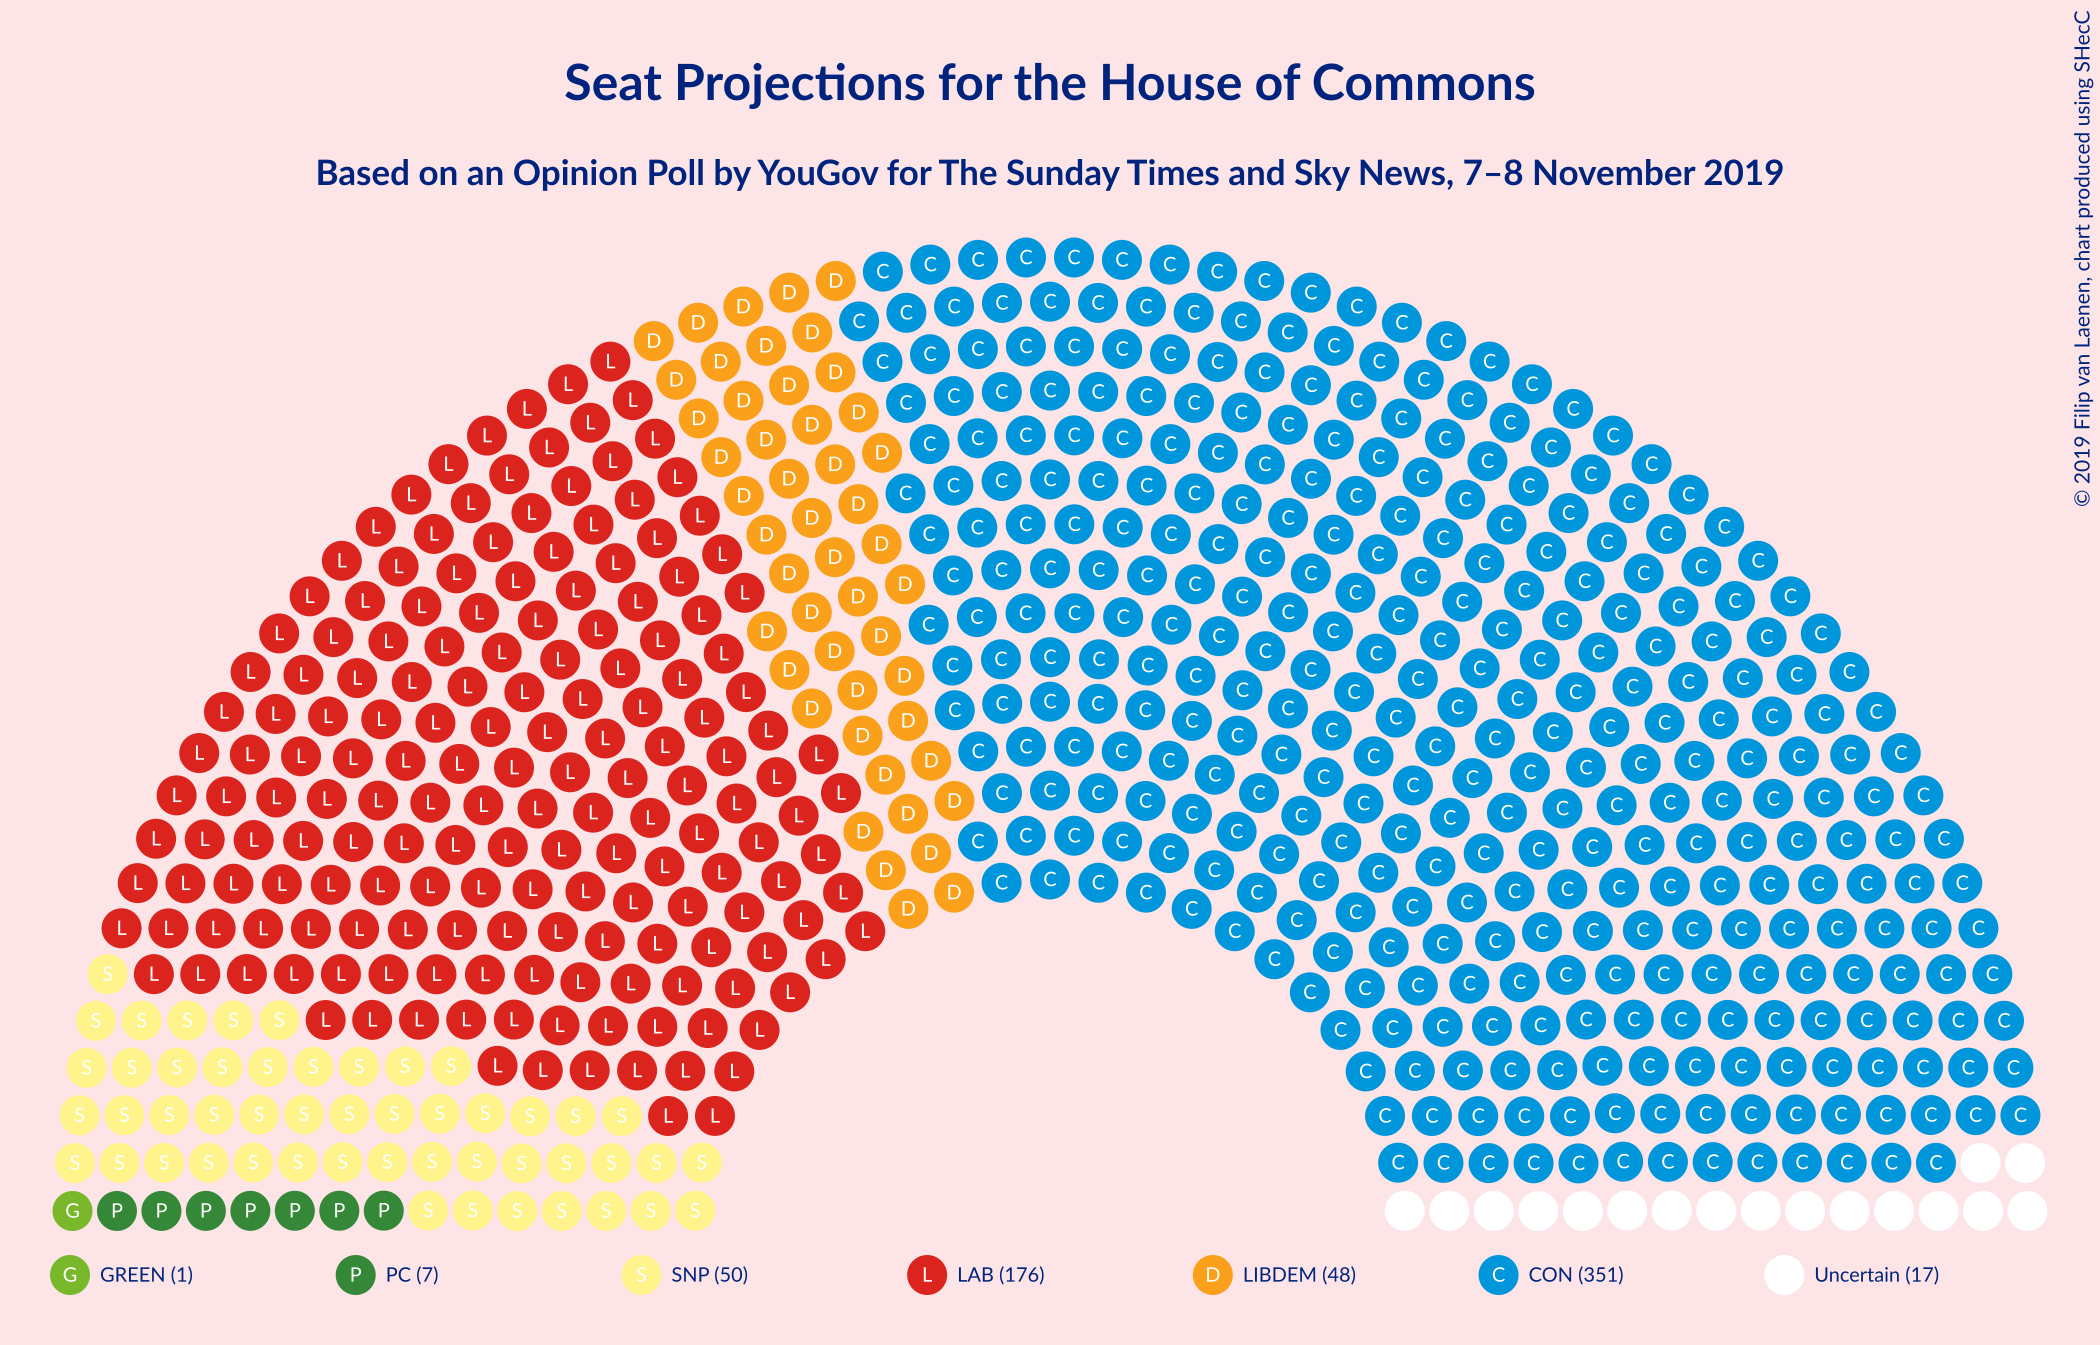 Seat Projections for the House of Commons
Based on an Opinion Poll by YouGov for The Sunday Times and Sky News, 7–8 November 2019
© 2019 Filip van Laenen, chart produced using SHecC
G GREEN (1) P PC (7) S SNP (50) L LAB (176) D LIBDEM (48) C CON (351) Uncertain (17)